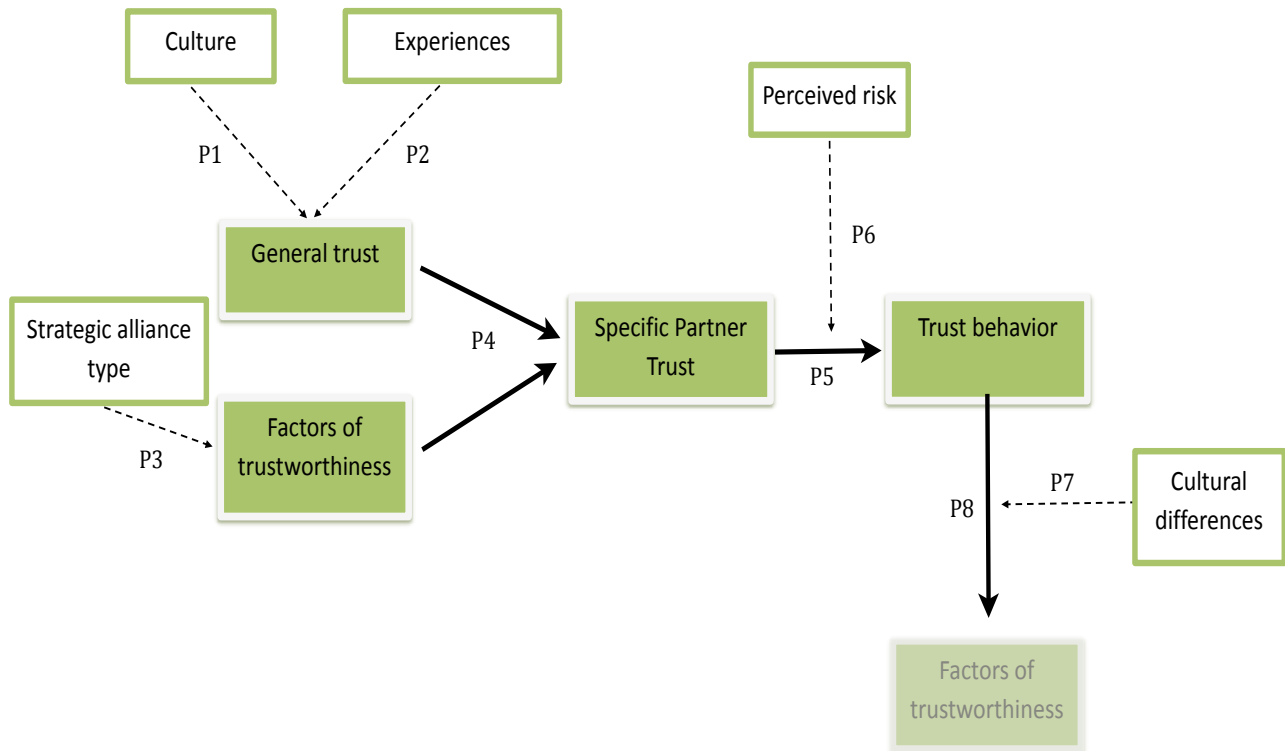 Culture
Experiences
Perceived risk
P1
P2
P6
General trust
Strategic alliance
type
P4
Specific Partner
Trust
Trust behavior
P5
P3
Factors of
trustworthiness
P7
P8
Cultural
differences
Factors of
trustworthiness